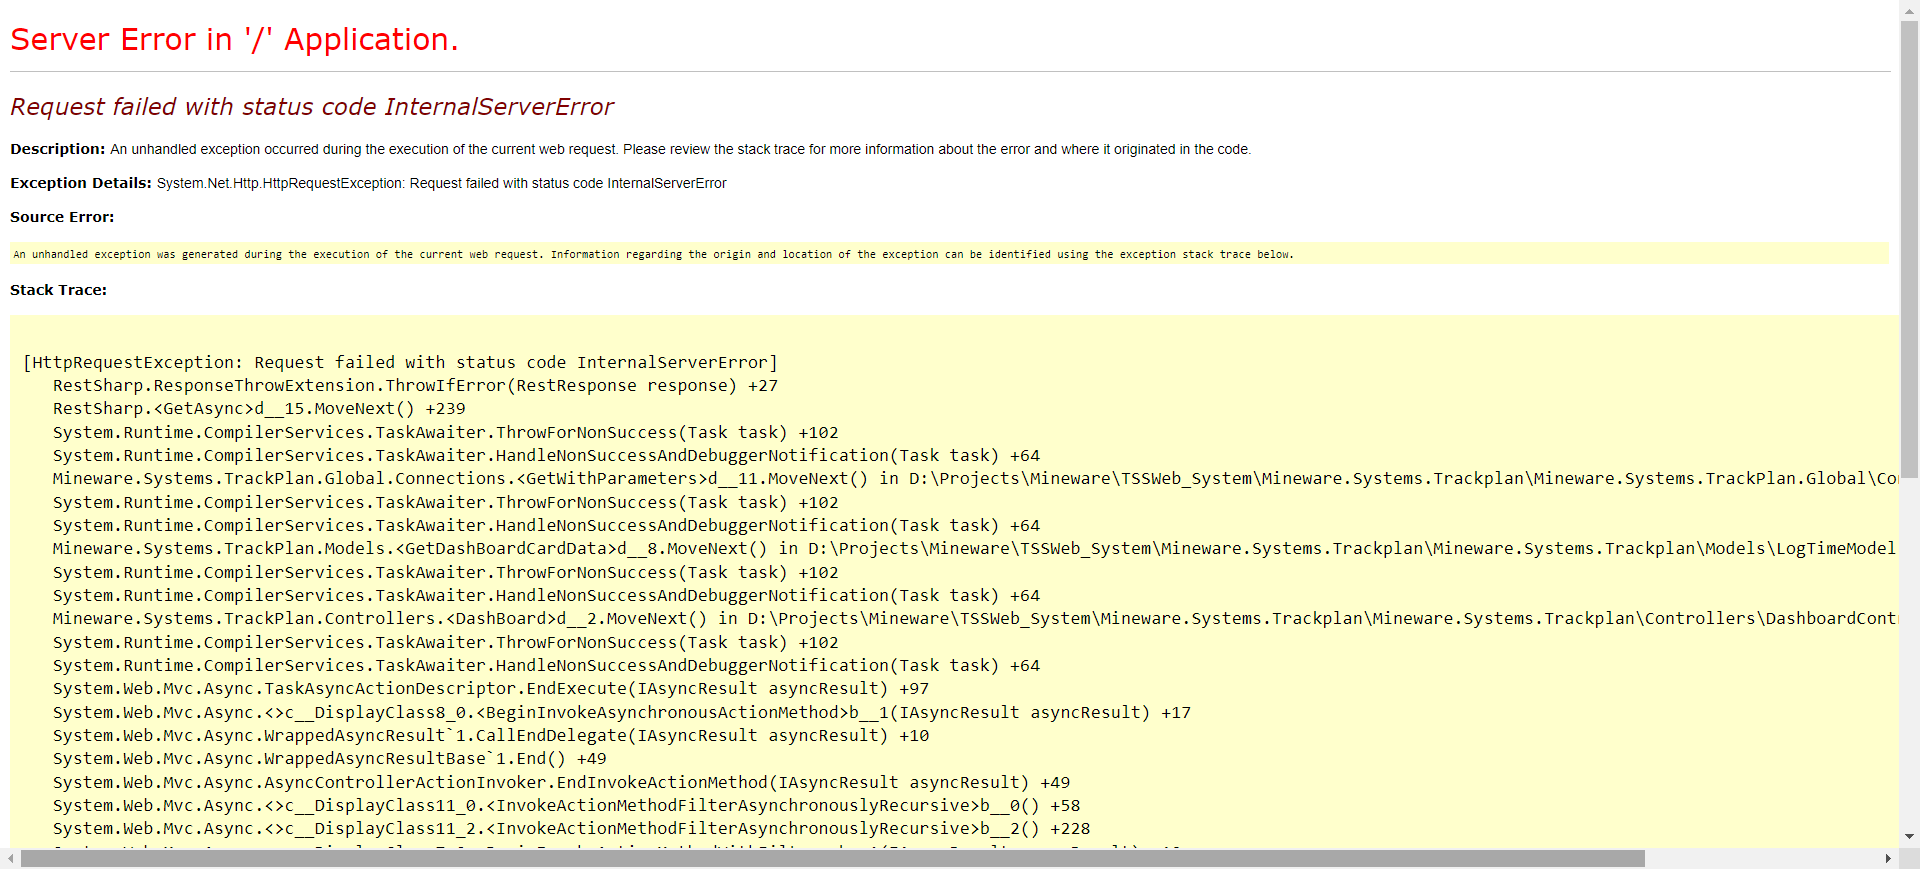 Server Error in '/' Application.
Request failed with status code InternalServerError
Description: An unhandled exception occurred during the execution of the current web request. Please review the stack trace for more information about the error and where it originated in the code.
Exception Details: System.Net.Http.HttpRequestException: Request failed with status code InternalServerError
Source Error:
An unhandled exception was generated during the execution of the current web request. Information regarding the origin and location of the exception can be identified using the exception stack trace below.
Stack Trace:
[HttpRequestException: Request failed with status code InternalServerError]
RestSharp.ResponseThrowExtension.ThrowIfError(RestResponse response) +27
RestSharp.<GetAsync>d__15.MoveNext() +239
System.Runtime.CompilerServices.TaskAwaiter.ThrowForNonSuccess(Task task) +102
System.Runtime.CompilerServices.TaskAwaiter.HandleNonSuccessAndDebuggerNotification(Task task) +64
Mineware.Systems.TrackPlan.Global.Connections.<GetWithParameters>d__11.MoveNext() in D:\Projects\Mineware\TSSWeb_System\Mineware.Systems.Trackplan\Mineware.Systems.TrackPlan.Global\Co
System.Runtime.CompilerServices.TaskAwaiter.ThrowForNonSuccess(Task task) +102
System.Runtime.CompilerServices.TaskAwaiter.HandleNonSuccessAndDebuggerNotification(Task task) +64
Mineware.Systems.TrackPlan.Models.<GetDashBoardCardData>d__8.MoveNext() in D:\Projects\Mineware\TSSWeb_System\Mineware.Systems.Trackplan\Mineware.Systems.Trackplan\Models\LogTimeModel
System.Runtime.CompilerServices.TaskAwaiter.ThrowForNonSuccess(Task task) +102
System.Runtime.CompilerServices.TaskAwaiter.HandleNonSuccessAndDebuggerNotification(Task task) +64
Mineware.Systems.TrackPlan.Controllers.<DashBoard>d__2.MoveNext() in D:\Projects\Mineware\TSSWeb_System\Mineware.Systems.Trackplan\Mineware.Systems.Trackplan\Controllers\DashboardCont
System.Runtime.CompilerServices.TaskAwaiter.ThrowForNonSuccess(Task task) +102
System.Runtime.CompilerServices.TaskAwaiter.HandleNonSuccessAndDebuggerNotification(Task task) +64
System.Web.Mvc.Async.TaskAsyncActionDescriptor.EndExecute(IAsyncResult asyncResult) +97
System.Web.Mvc.Async.<>c__DisplayClass8_0.<BeginInvokeAsynchronousActionMethod>b__1(IAsyncResult asyncResult) +17
System.Web.Mvc.Async.WrappedAsyncResult`1.CallEndDelegate(IAsyncResult asyncResult) +10
System.Web.Mvc.Async.WrappedAsyncResultBase`1.End() +49
System.Web.Mvc.Async.AsyncControllerActionInvoker.EndInvokeActionMethod(IAsyncResult asyncResult) +49
System.Web.Mvc.Async.<>c__DisplayClass11_0.<InvokeActionMethodFilterAsynchronouslyRecursive>b__0() +58
System.Web.Mvc.Async.<>c__DisplayClass11_2.<InvokeActionMethodFilterAsynchronouslyRecursive>b__2() +228